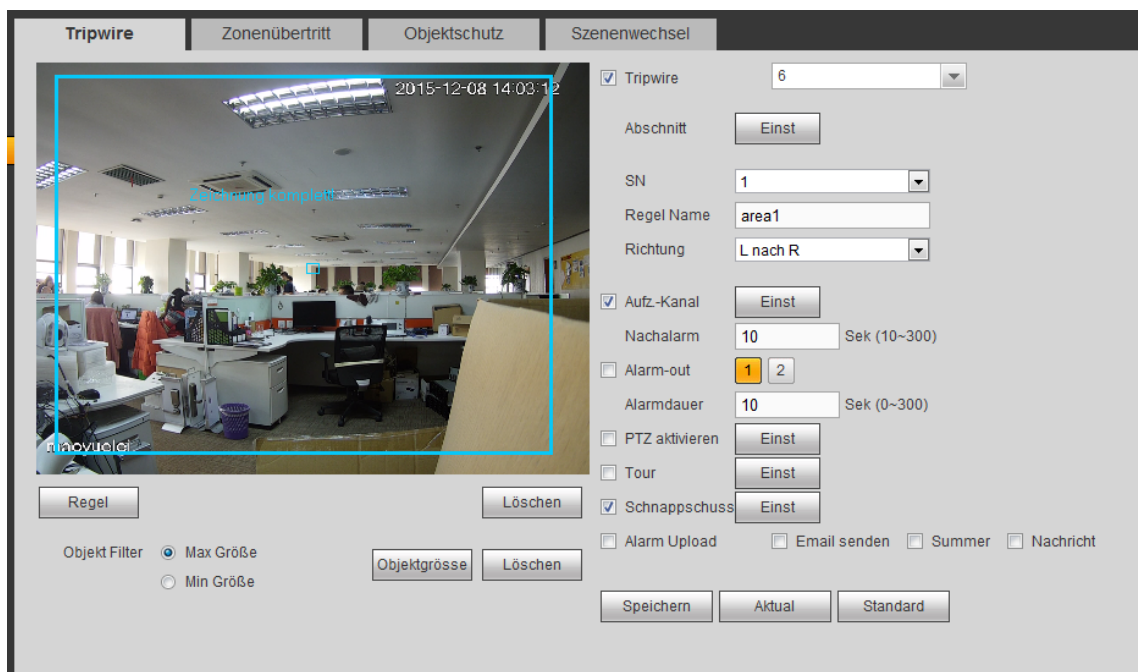 Tripwire Zonenübertritt Objektschutz Szenenwechsel
2015-12-08 14:03:12
Zeichnung komplett!
maoyuelei
Regel Löschen
Objekt Filter Max Größe Objektgrösse Löschen
Min Größe
Tripwire 6
Abschnitt Einst
SN 1
Regel Name area1
Richtung L nach R
Aufz-Kanal Einst
Nachalarm 10 Sek (10~300)
Alarm-out 1 2
Alarmdauer 10 Sek (0~300)
PTZ aktivieren Einst
Tour Einst
Schnappschuss Einst
Alarm Upload Email senden Summer Nachricht
Speichern Aktual Standard